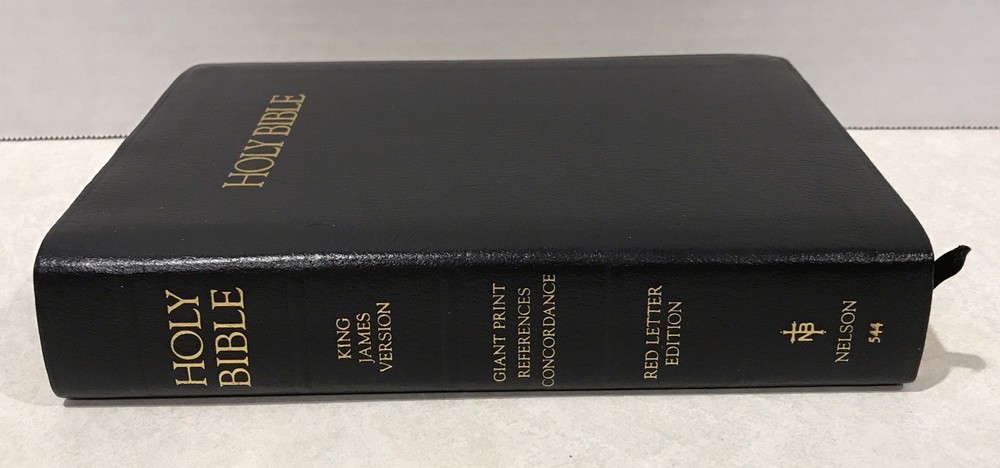 HOLY BIBLE
HOLY
BIBLE
KING
JAMES
VERSION
GIANT PRINT
REFERENCES
CONCORDANCE
RED LETTER
EDITION
NB
NELSON
544